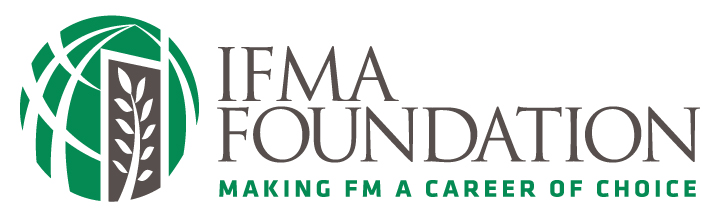 IFMA
FOUNDATION
MAKING FM A CAREER OF CHOICE